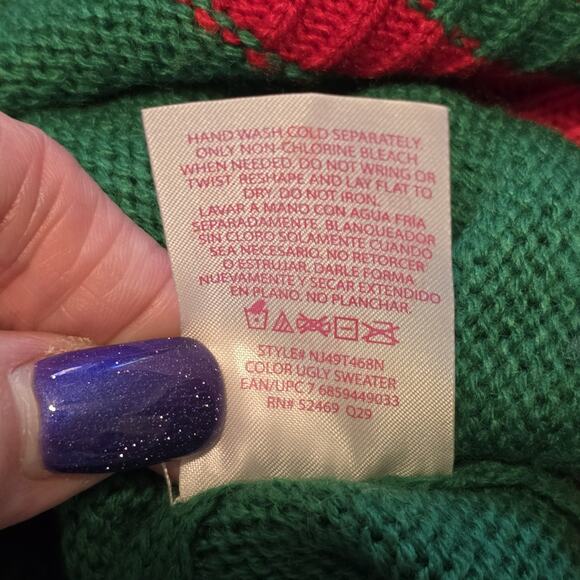 HAND WASH COLD SEPARATELY.
ONLY NON-CHLORINE BLEACH
WHEN NEEDED. DO NOT WRING OR
TWIST. RESHAPE AND LAY FLAT TO
DRY. DO NOT IRON.
LAVAR A MANO CON AGUA FRÍA
SEPARADAMENTE. BLANQUEADOR
SIN CLORO SOLAMENTE CUANDO
SEA NECESARIO. NO RETORCER
O ESTRUJAR. DARLE FORMA
NUEVAMENTE Y SECAR EXTENDIDO
EN PLANO. NO PLANCHAR.
STYLE# NJ49T468N
COLOR UGLY SWEATER
EAN/UPC 7 6859449033
RN# 52469 Q29